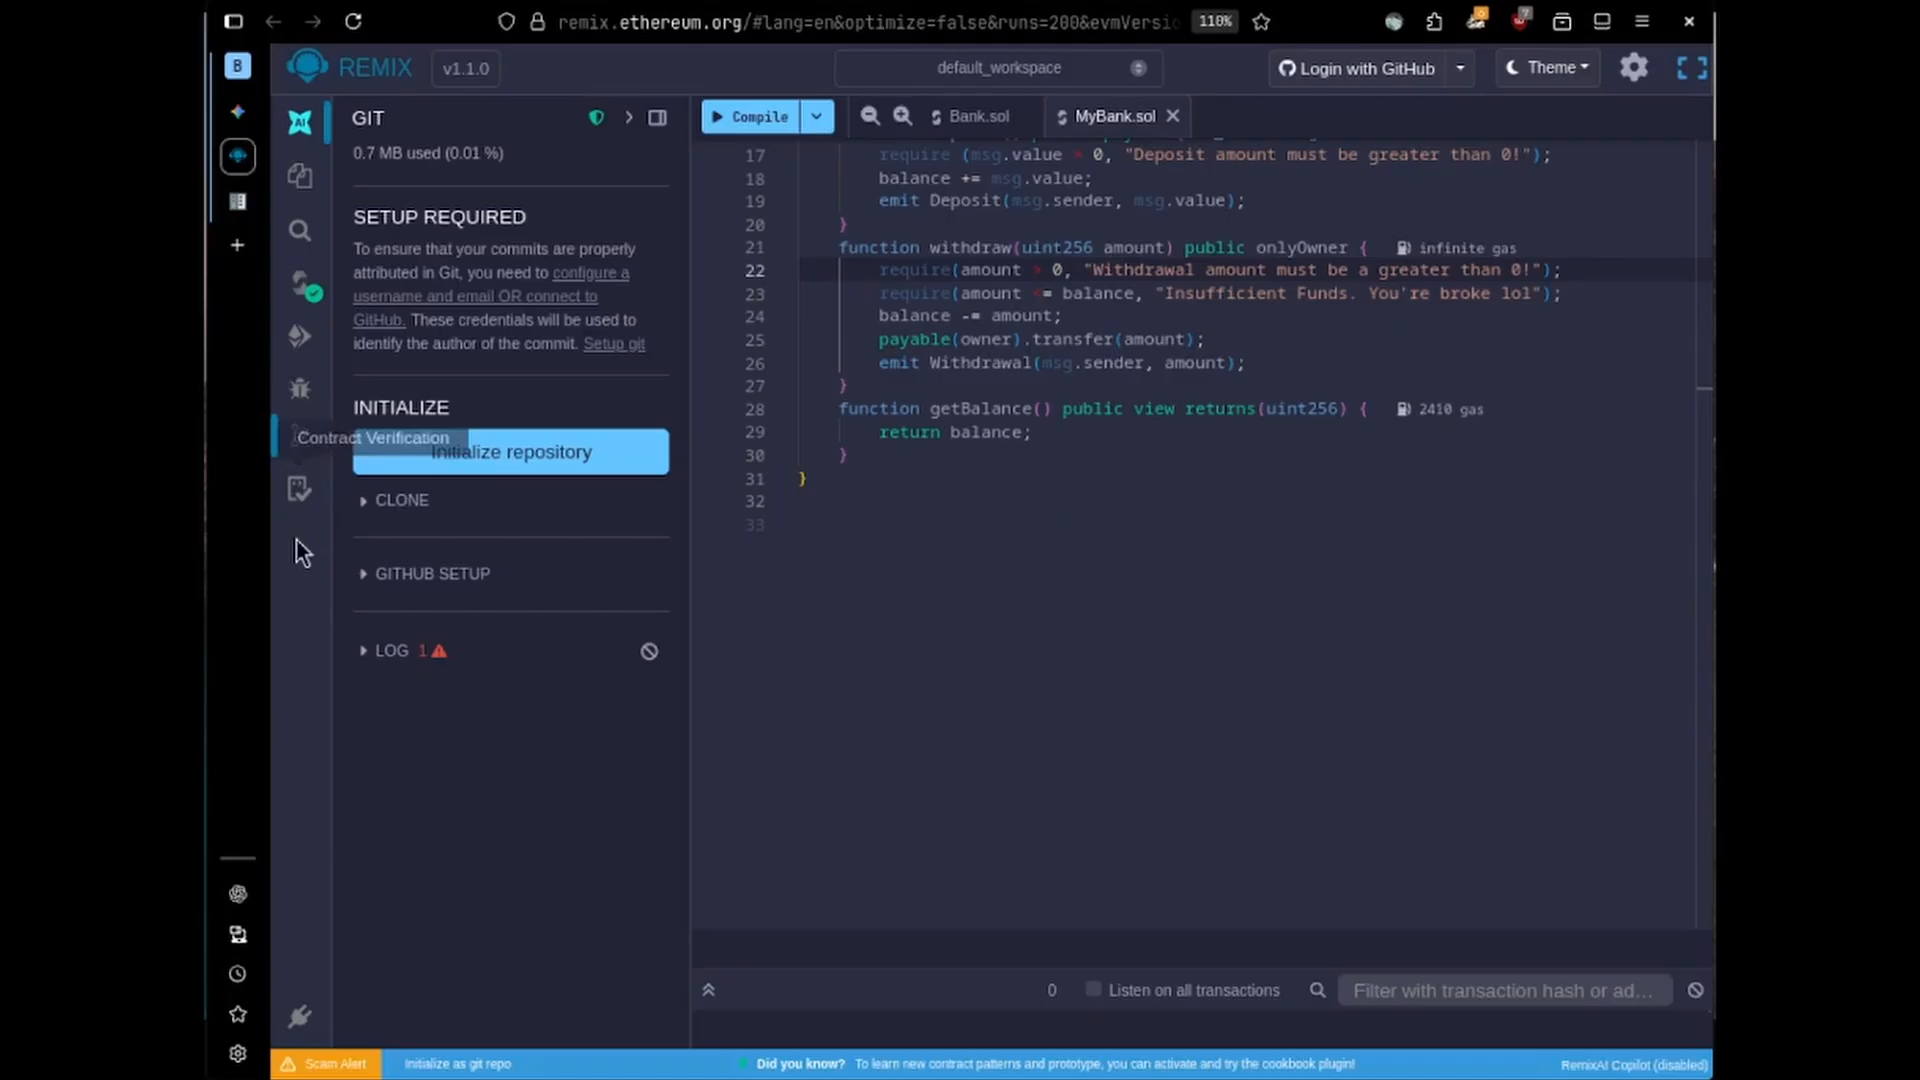 remix.ethereum.org/#lang=en&optimize=false&runs=200&evmVersio
110%
B
REMIX
v1.1.0
default_workspace
Login with GitHub
Theme
AI
GIT
0.7 MB used (0.01 %)
SETUP REQUIRED
To ensure that your commits are properly
attributed in Git, you need to configure a
username and email OR connect to
GitHub. These credentials will be used to
identify the author of the commit. Setup git
INITIALIZE
Contract Verification
Initialize repository
CLONE
GITHUB SETUP
LOG 1
Compile
Bank.sol
MyBank.sol
17 require (msg.value > 0, "Deposit amount must be greater than 0!");
18 balance += msg.value;
19 emit Deposit(msg.sender, msg.value);
20 }
21 function withdraw(uint256 amount) public onlyOwner { infinite gas
22 require(amount > 0, "Withdrawal amount must be a greater than 0!");
23 require(amount <= balance, "Insufficient Funds. You're broke lol");
24 balance -= amount;
25 payable(owner).transfer(amount);
26 emit Withdrawal(msg.sender, amount);
27 }
28 function getBalance() public view returns(uint256) { 2410 gas
29 return balance;
30 }
31 }
32
33
0
Listen on all transactions
Filter with transaction hash or ad...
Scam Alert
Initialize as git repo
Did you know? To learn new contract patterns and prototype, you can activate and try the cookbook plugin!
RemixAI Copilot (disabled)